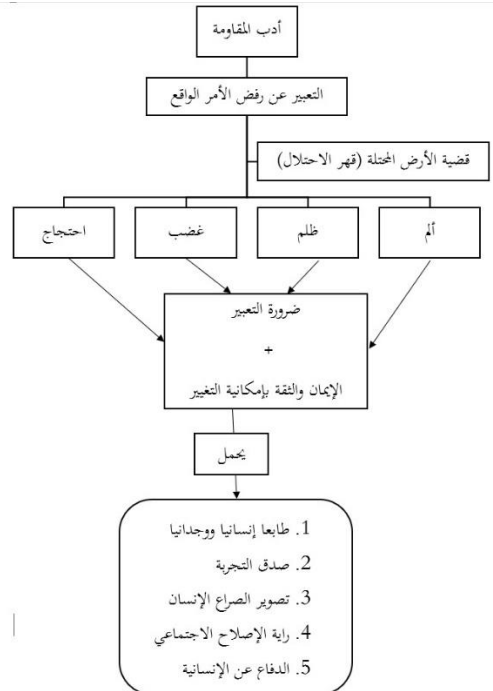 أدب المقاومة
التعبير عن رفض الأمر الواقع
قضية الأرض المحتلة (قهر الاحتلال)
ألم
ظلم
غضب
احتجاج
ضرورة التعبير
+
الإيمان والثقة بإمكانية التغيير
يحمل
1. طابعا إنسانيا ووجدانيا
2. صدق التجربة
3. تصوير الصراع الإنسان
4. راية الإصلاح الاجتماعي
5. الدفاع عن الإنسانية